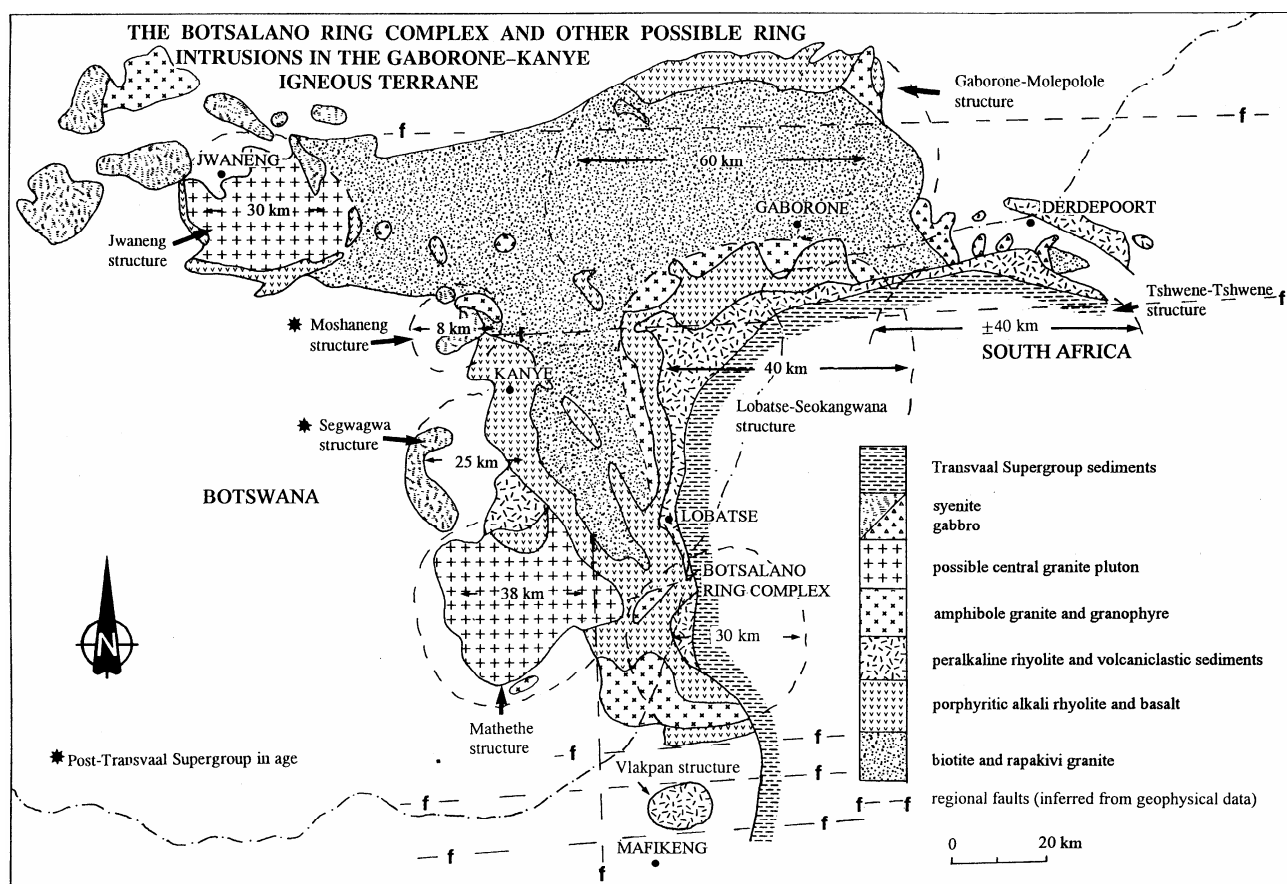 THE BOTSALANO RING COMPLEX AND OTHER POSSIBLE RING
INTRUSIONS IN THE GABORONE–KANYE
IGNEOUS TERRANE
Gaborone-Molepolole
structure
f
f
JWANENG
60 km
30 km
GABORONE
DERDEPOORT
Jwaneng
structure
Tshwene-Tshwene
structure
f
Moshaneng
structure
8 km
f
±40 km
SOUTH AFRICA
KANYE
40 km
Lobatse-Seokangwana
structure
Segwagwa
structure
25 km
BOTSWANA
LOBATSE
BOTSALANO
RING COMPLEX
38 km
30 km
N
Mathethe
structure
Post-Transvaal Supergroup in age
Vlakpan structure
f
f
f
f
f
f
f
f
MAFIKENG
Transvaal Supergroup sediments
syenite
gabbro
possible central granite pluton
amphibole granite and granophyre
peralkaline rhyolite and volcaniclastic sediments
porphyritic alkali rhyolite and basalt
biotite and rapakivi granite
f f regional faults (inferred from geophysical data)
0 20 km